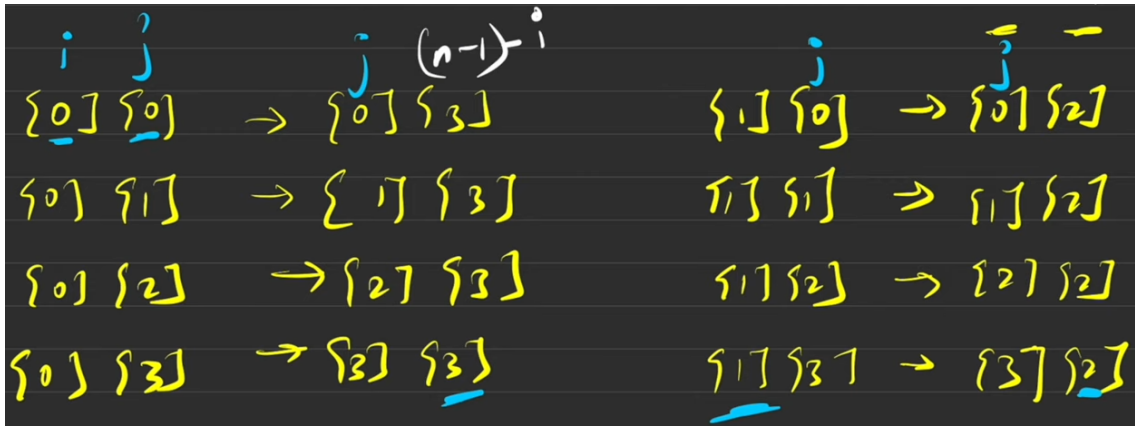 i j j (n-1)-i j j
[0] [0] → [0] [3] [1] [0] → [0] [2]
[0] [1] → [1] [3] [1] [1] → [1] [2]
[0] [2] → [2] [3] [1] [2] → [2] [2]
[0] [3] → [3] [3] [1] [3] → [3] [2]